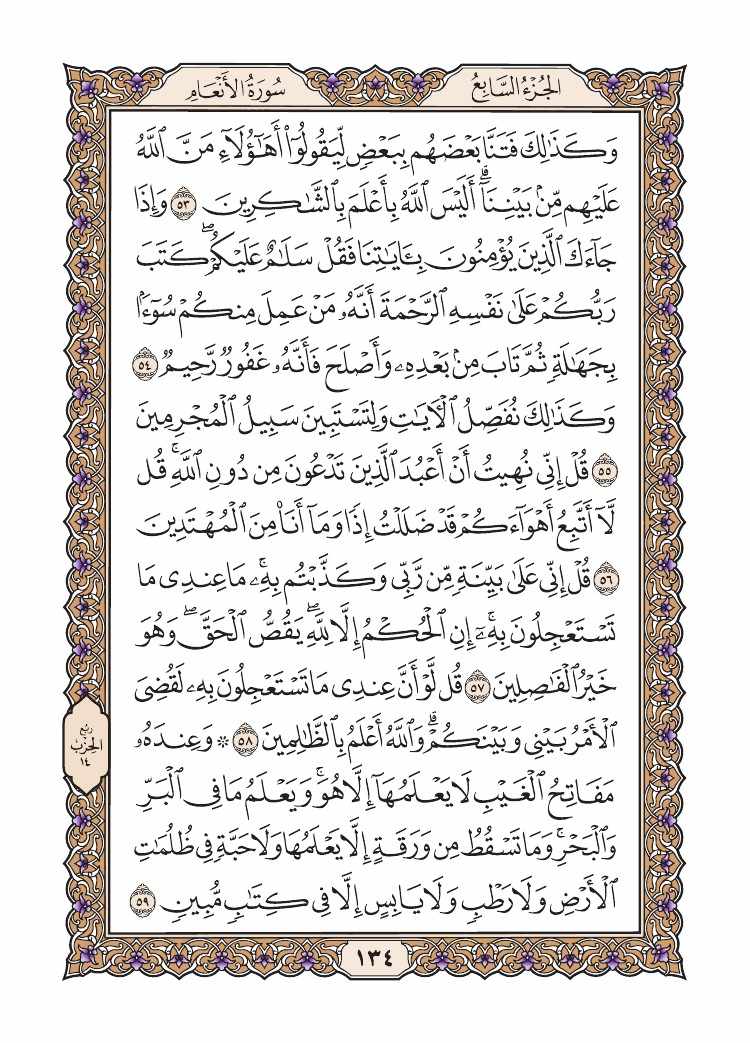 الجُزْءُ السَّابِعُ
سُورَةُ الأَنْعَامِ
وَكَذَٰلِكَ فَتَنَّا بَعْضَهُم بِبَعْضٍ لِّيَقُولُوٓا۟ أَهَـٰٓؤُلَآءِ مَنَّ ٱللَّهُ
عَلَيْهِم مِّنۢ بَيْنِنَآ ۗ أَلَيْسَ ٱللَّهُ بِأَعْلَمَ بِٱلشَّـٰكِرِينَ ٥٣ وَإِذَا
جَآءَكَ ٱلَّذِينَ يُؤْمِنُونَ بِـَٔايَـٰتِنَا فَقُلْ سَلَـٰمٌ عَلَيْكُمْ ۖ كَتَبَ
رَبُّكُمْ عَلَىٰ نَفْسِهِ ٱلرَّحْمَةَ أَنَّهُۥ مَنْ عَمِلَ مِنكُمْ سُوٓءًۢا
بِجَهَـٰلَةٍ ثُمَّ تَابَ مِنۢ بَعْدِهِۦ وَأَصْلَحَ فَأَنَّهُۥ غَفُورٌ رَّحِيمٌ ٥٤
وَكَذَٰلِكَ نُفَصِّلُ ٱلْـَٔايَـٰتِ وَلِتَسْتَبِينَ سَبِيلُ ٱلْمُجْرِمِينَ
٥٥ قُلْ إِنِّى نُهِيتُ أَنْ أَعْبُدَ ٱلَّذِينَ تَدْعُونَ مِن دُونِ ٱللَّهِ ۚ قُل
لَّآ أَتَّبِعُ أَهْوَآءَكُمْ قَدْ ضَلَلْتُ إِذًا وَمَآ أَنَا۠ مِنَ ٱلْمُهْتَدِينَ
٥٦ قُلْ إِنِّى عَلَىٰ بَيِّنَةٍ مِّن رَّبِّى وَكَذَّبْتُم بِهِۦ ۚ مَا عِندِى مَا
تَسْتَعْجِلُونَ بِهِۦٓ ۚ إِنِ ٱلْحُكْمُ إِلَّا لِلَّهِ ۖ يَقُصُّ ٱلْحَقَّ ۖ وَهُوَ
خَيْرُ ٱلْفَـٰصِلِينَ ٥٧ قُل لَّوْ أَنَّ عِندِى مَا تَسْتَعْجِلُونَ بِهِۦ لَقُضِىَ
ٱلْأَمْرُ بَيْنِى وَبَيْنَكُمْ ۗ وَٱللَّهُ أَعْلَمُ بِٱلظَّـٰلِمِينَ ٥٨ ۞ وَعِندَهُۥ
مَفَاتِحُ ٱلْغَيْبِ لَا يَعْلَمُهَآ إِلَّا هُوَ ۚ وَيَعْلَمُ مَا فِى ٱلْبَرِّ
وَٱلْبَحْرِ ۚ وَمَا تَسْقُطُ مِن وَرَقَةٍ إِلَّا يَعْلَمُهَا وَلَا حَبَّةٍ فِى ظُلُمَـٰتِ
ٱلْأَرْضِ وَلَا رَطْبٍ وَلَا يَابِسٍ إِلَّا فِى كِتَـٰبٍ مُّبِينٍ ٥٩
رُبْع
الحِزْب
١٤
١٣٤